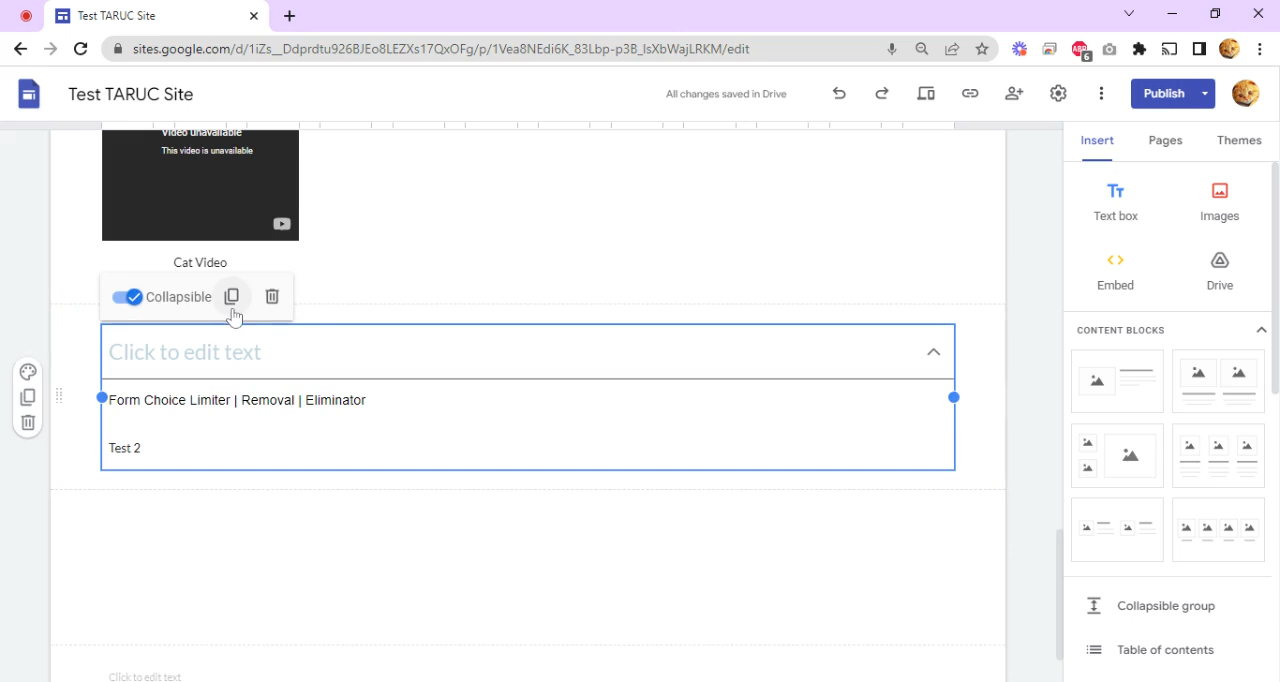 Test TARUC Site
sites.google.com/d/1iZs__Ddprdtu926BJEo8LEZXs17QxOFg/p/1Vea8NEdi6K_83Lbp-p3B_IsXbWajLRKM/edit
ABP
6
Test TARUC Site
All changes saved in Drive
Publish
Video unavailable
This video is unavailable
Cat Video
Collapsible
Click to edit text
Form Choice Limiter | Removal | Eliminator
Test 2
Click to edit text
Insert
Pages
Themes
Tт
Text box
Images
Embed
Drive
CONTENT BLOCKS
Collapsible group
Table of contents